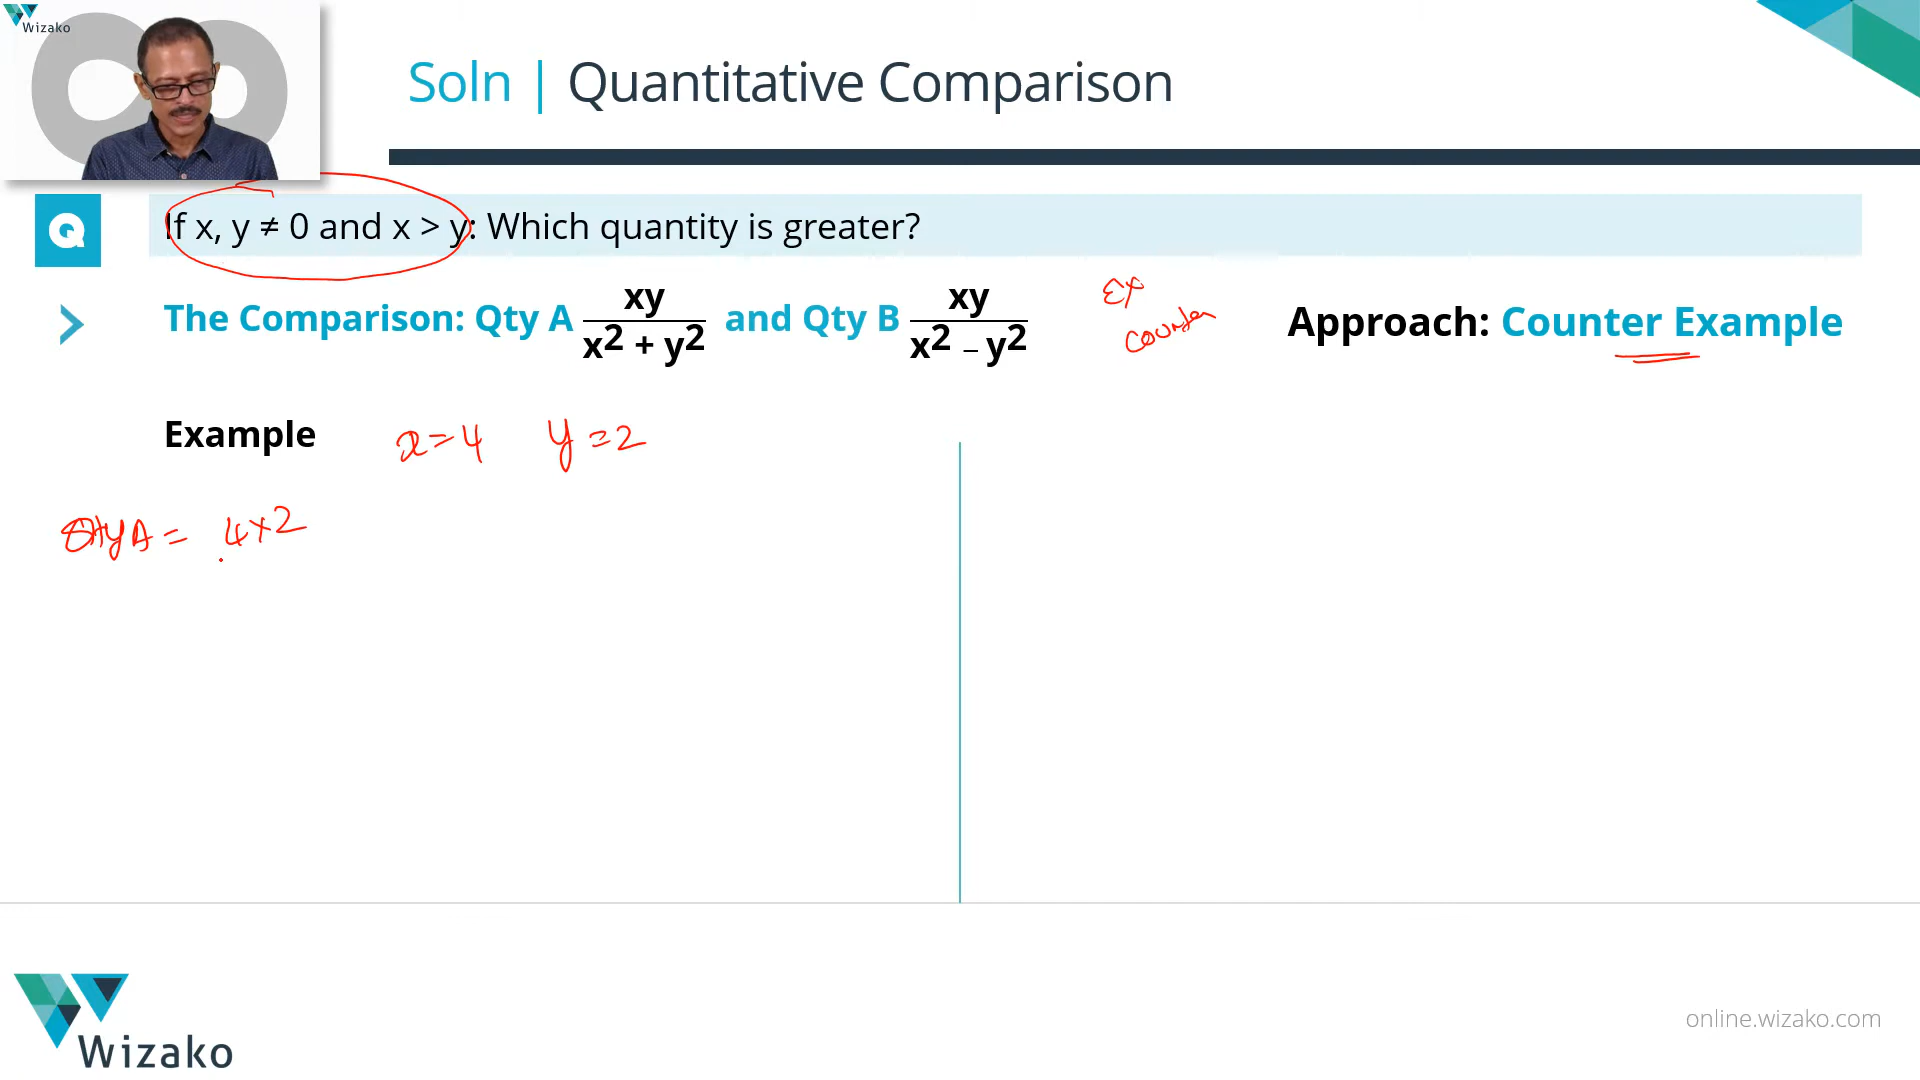 Wizako
Soln | Quantitative Comparison
Q
If x, y ≠ 0 and x > y: Which quantity is greater?
The Comparison: Qty A xy / x² + y² and Qty B xy / x² – y²
Ex
counter
Approach: Counter Example
Example x = 4 y = 2
Qty A = 4×2
Wizako
online.wizako.com